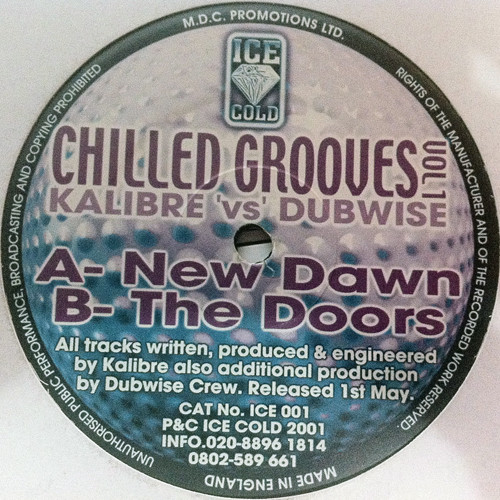 M.D.C. PROMOTIONS LTD.
RIGHTS OF THE MANUFACTURER AND OF THE RECORDED WORK RESERVED.
UNAUTHORISED PUBLIC PERFORMANCE, BROADCASTING AND COPYING PROHIBITED
ICE
COLD
CHILLED GROOVES VOL 1
KALIBRE 'vs' DUBWISE
A- New Dawn
B- The Doors
All tracks written, produced & engineered
by Kalibre also additional production
by Dubwise Crew. Released 1st May.
CAT No. ICE 001
P&C ICE COLD 2001
INFO.020-8896 1814
0802-589 661
MADE IN ENGLAND